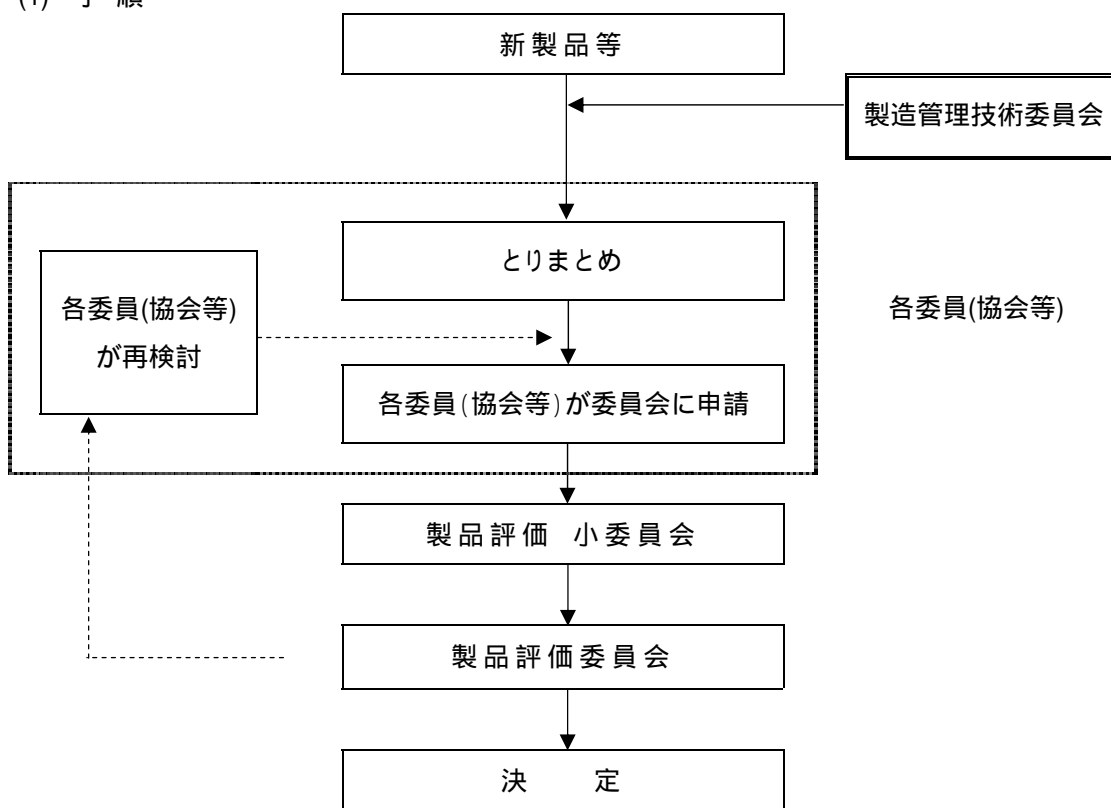 (1) 手 順
新製品等
製造管理技術委員会
とりまとめ
各委員(協会等)
が再検討
各委員(協会等)
各委員(協会等)が委員会に申請
製品評価 小委員会
製品評価委員会
決 定